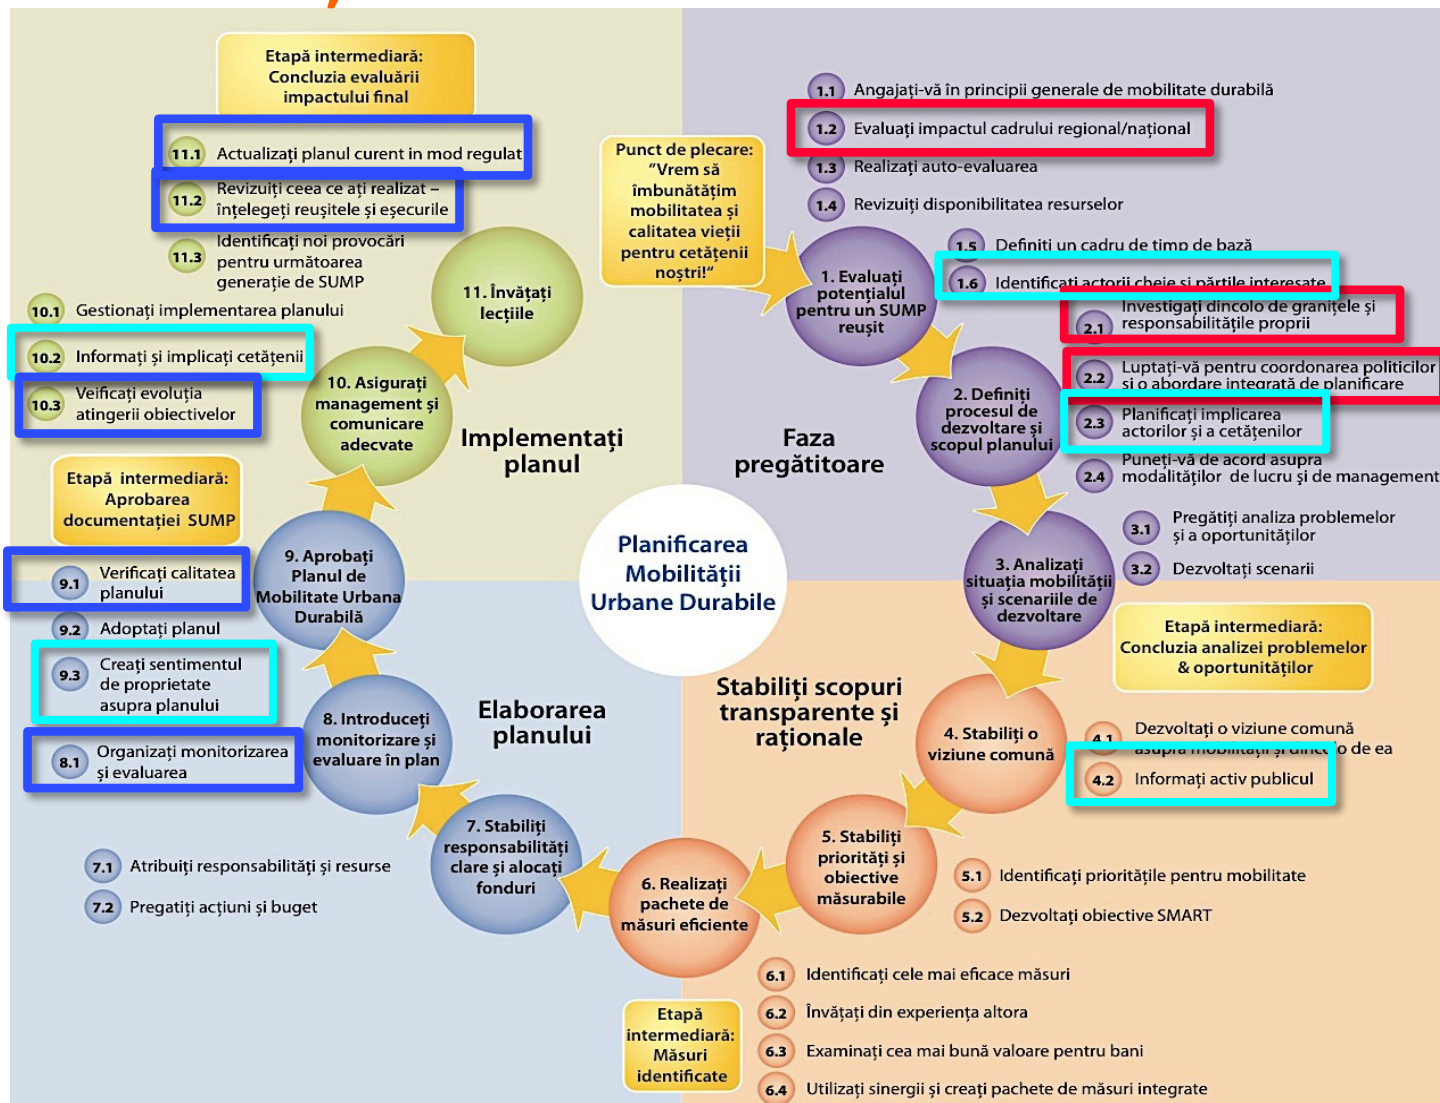 Etapă intermediară:
Concluzia evaluării
impactului final
11.1 Actualizați planul curent in mod regulat
11.2 Revizuiți ceea ce ați realizat –
înțelegeți reușitele și eșecurile
11.3 Identificați noi provocări
pentru următoarea
generație de SUMP
10.1 Gestionați implementarea planului
10.2 Informați și implicați cetățenii
10.3 Veificați evoluția
atingerii obiectivelor
Etapă intermediară:
Aprobarea
documentației SUMP
9.1 Verificați calitatea
planului
9.2 Adoptați planul
9.3 Creați sentimentul
de proprietate
asupra planului
8.1 Organizați monitorizarea
și evaluarea
7.1 Atribuiți responsabilități și resurse
7.2 Pregatiți acțiuni și buget
Punct de plecare:
"Vrem să
îmbunătățim
mobilitatea și
calitatea vieții
pentru cetățenii
noștri!"
1.1 Angajați-vă în principii generale de mobilitate durabilă
1.2 Evaluați impactul cadrului regional/național
1.3 Realizați auto-evaluarea
1.4 Revizuiți disponibilitatea resurselor
1.5 Definiți un cadru de timp de bază
1.6 Identificați actorii cheie și părțile interesate
2.1 Investigați dincolo de granițele și
responsabilitățile proprii
2.2 Luptați-vă pentru coordonarea politicilor
și o abordare integrată de planificare
2.3 Planificați implicarea
actorilor și a cetățenilor
2.4 Puneți-vă de acord asupra
modalităților de lucru și de management
3.1 Pregătiți analiza problemelor
și a oportunităților
3.2 Dezvoltați scenarii
Etapă intermediară:
Concluzia analizei problemelor
& oportunităților
4.1 Dezvoltați o viziune comună
asupra mobilității și dincolo de ea
4.2 Informați activ publicul
5.1 Identificați prioritățile pentru mobilitate
5.2 Dezvoltați obiective SMART
6.1 Identificați cele mai eficace măsuri
6.2 Învățați din experiența altora
6.3 Examinați cea mai bună valoare pentru bani
6.4 Utilizați sinergii și creați pachete de măsuri integrate
Etapă
intermediară:
Măsuri
identificate
1. Evaluați
potențialul
pentru un SUMP
reușit
2. Definiți
procesul de
dezvoltare și
scopul planului
3. Analizați
situația mobilității
și scenariile de
dezvoltare
4. Stabiliți o
viziune comună
5. Stabiliți
priorități și
obiective
măsurabile
6. Realizați
pachete de
măsuri eficiente
7. Stabiliți
responsabilități
clare și alocați
fonduri
8. Introduceți
monitorizare și
evaluare în plan
9. Aprobați
Planul de
Mobilitate Urbana
Durabilă
10. Asigurați
management și
comunicare
adecvate
11. Învățați
lecțiile
Implementați
planul
Faza
pregătitoare
Planificarea
Mobilității
Urbane Durabile
Elaborarea
planului
Stabiliți scopuri
transparente și
raționale